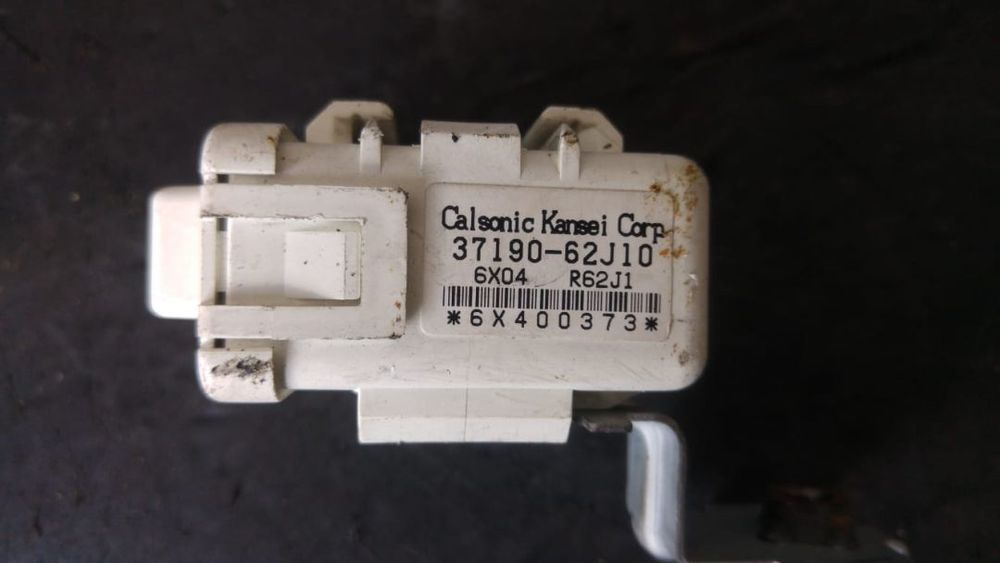 Calsonic Kansei Corp.
37190-62J10
6X04 R62J1
*6X400373*